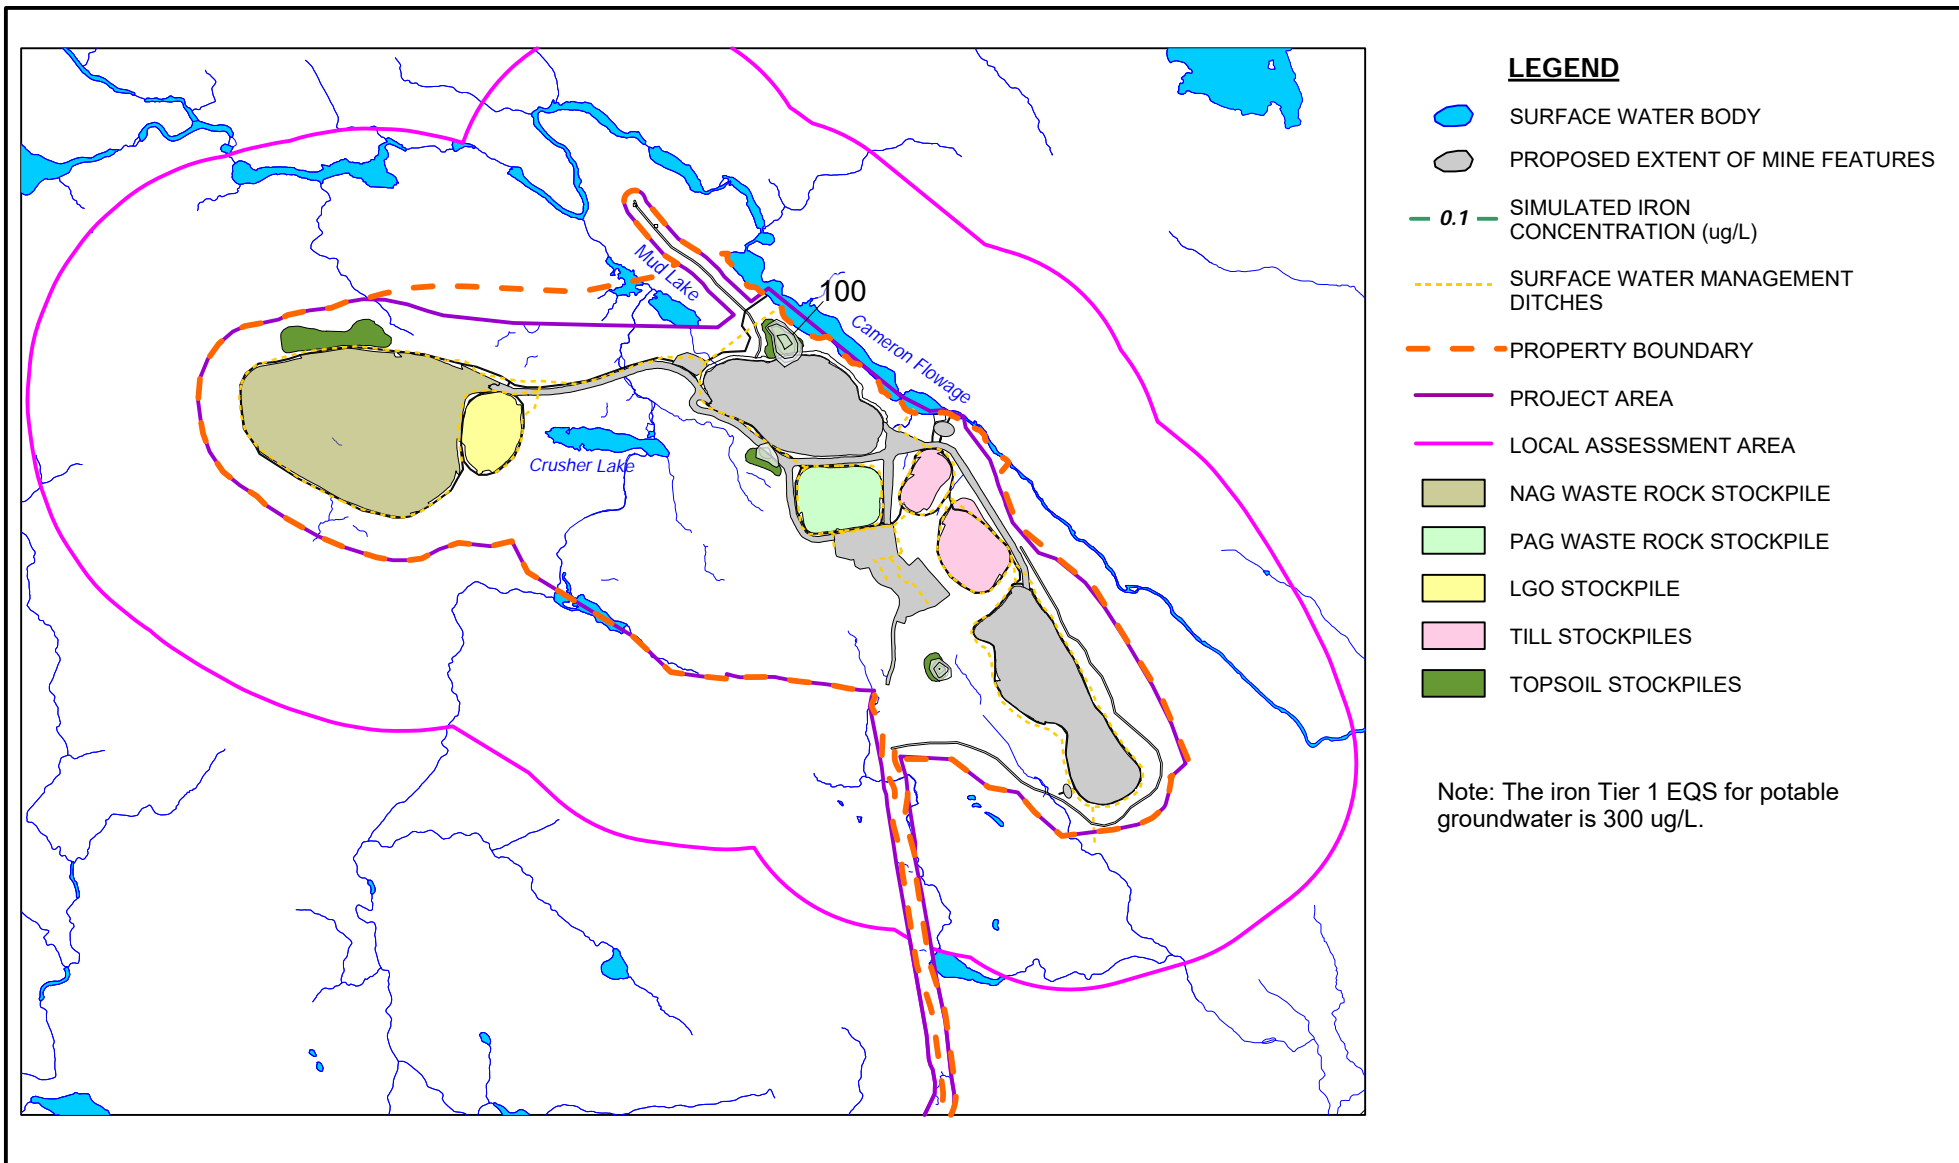 LEGEND
SURFACE WATER BODY
PROPOSED EXTENT OF MINE FEATURES
0.1
SIMULATED IRON
CONCENTRATION (ug/L)
SURFACE WATER MANAGEMENT
DITCHES
PROPERTY BOUNDARY
PROJECT AREA
LOCAL ASSESSMENT AREA
NAG WASTE ROCK STOCKPILE
PAG WASTE ROCK STOCKPILE
LGO STOCKPILE
TILL STOCKPILES
TOPSOIL STOCKPILES
Note: The iron Tier 1 EQS for potable
groundwater is 300 ug/L.
Mud Lake
100
Cameron Flowage
Crusher Lake